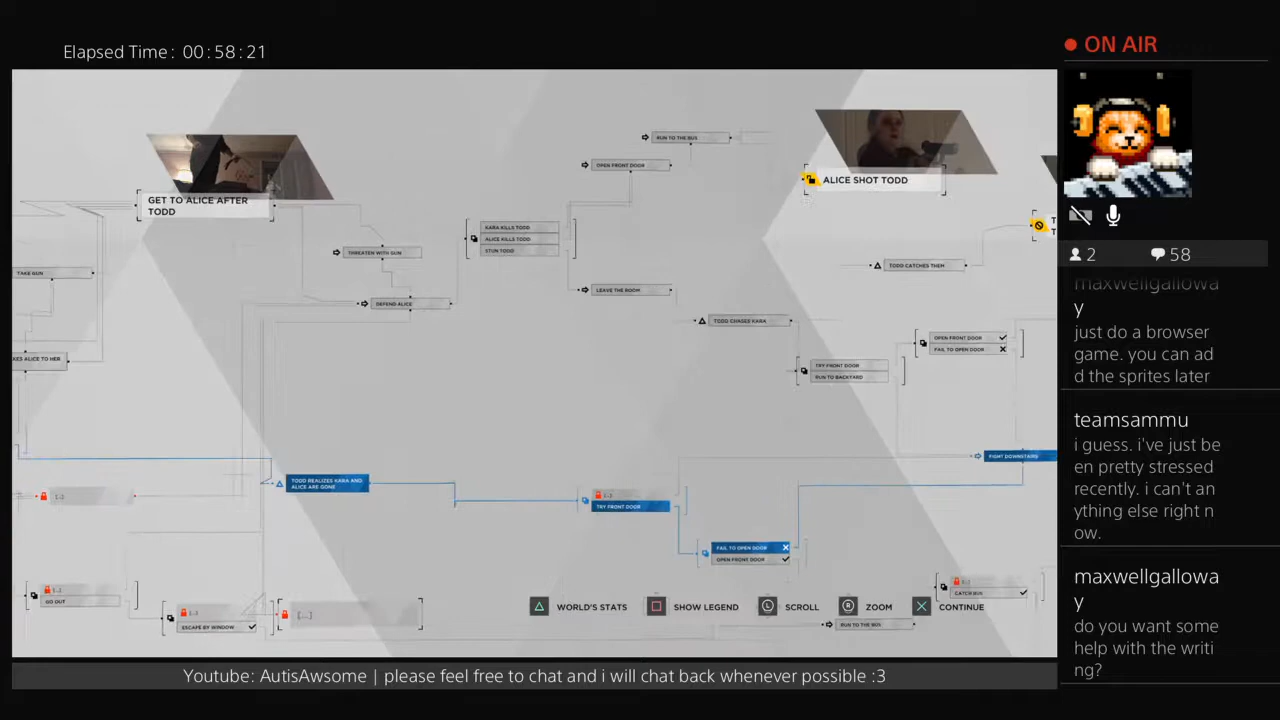 Elapsed Time: 00:58:21
ON AIR
2
58
GET TO ALICE AFTER
TODD
RUN TO THE BUS
OPEN FRONT DOOR
ALICE SHOT TODD
KARA KILLS TODD
ALICE KILLS TODD
STUN TODD
THREATEN WITH GUN
TAKE GUN
TODD CATCHES THEM
LEAVE THE ROOM
DEFEND ALICE
TODD CHASES KARA
OPEN FRONT DOOR
FAIL TO OPEN DOOR
AKES ALICE TO HER
TRY FRONT DOOR
RUN TO BACKYARD
FIGHT DOWNSTAIRS
TODD REALIZES KARA AND
ALICE ARE GONE
TRY FRONT DOOR
FAIL TO OPEN DOOR
OPEN FRONT DOOR
GO OUT
ESCAPE BY WINDOW
[...]
CATCH BUS
WORLD'S STATS
SHOW LEGEND
L
SCROLL
R
ZOOM
CONTINUE
Youtube: AutisAwsome | please feel free to chat and i will chat back whenever possible :3
maxwellgallowa
y
just do a browser
game. you can ad
d the sprites later
teamsammu
i guess. i've just be
en pretty stressed
recently. i can't an
ything else right n
ow.
maxwellgallowa
y
do you want some
help with the writi
ng?